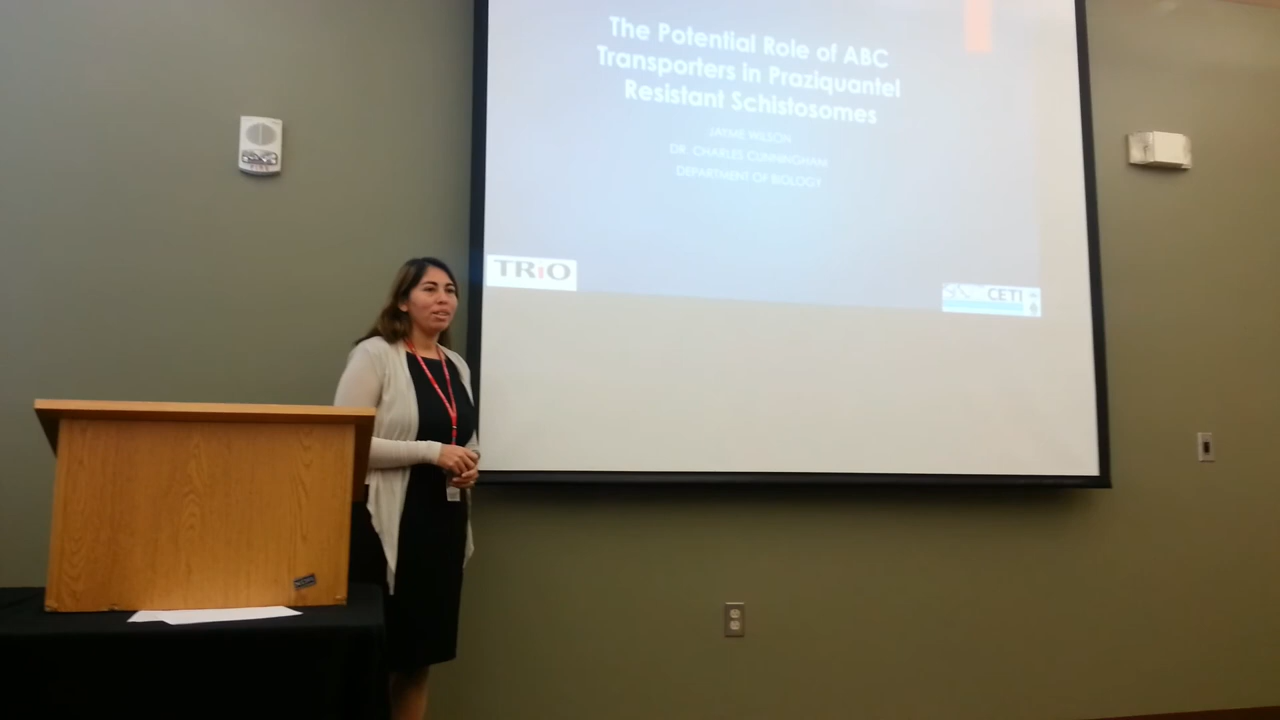 The Potential Role of ABC
Transporters in Praziquantel
Resistant Schistosomes
JAYME WILSON
DR. CHARLES CUNNINGHAM
DEPARTMENT OF BIOLOGY
TRiO
CETI